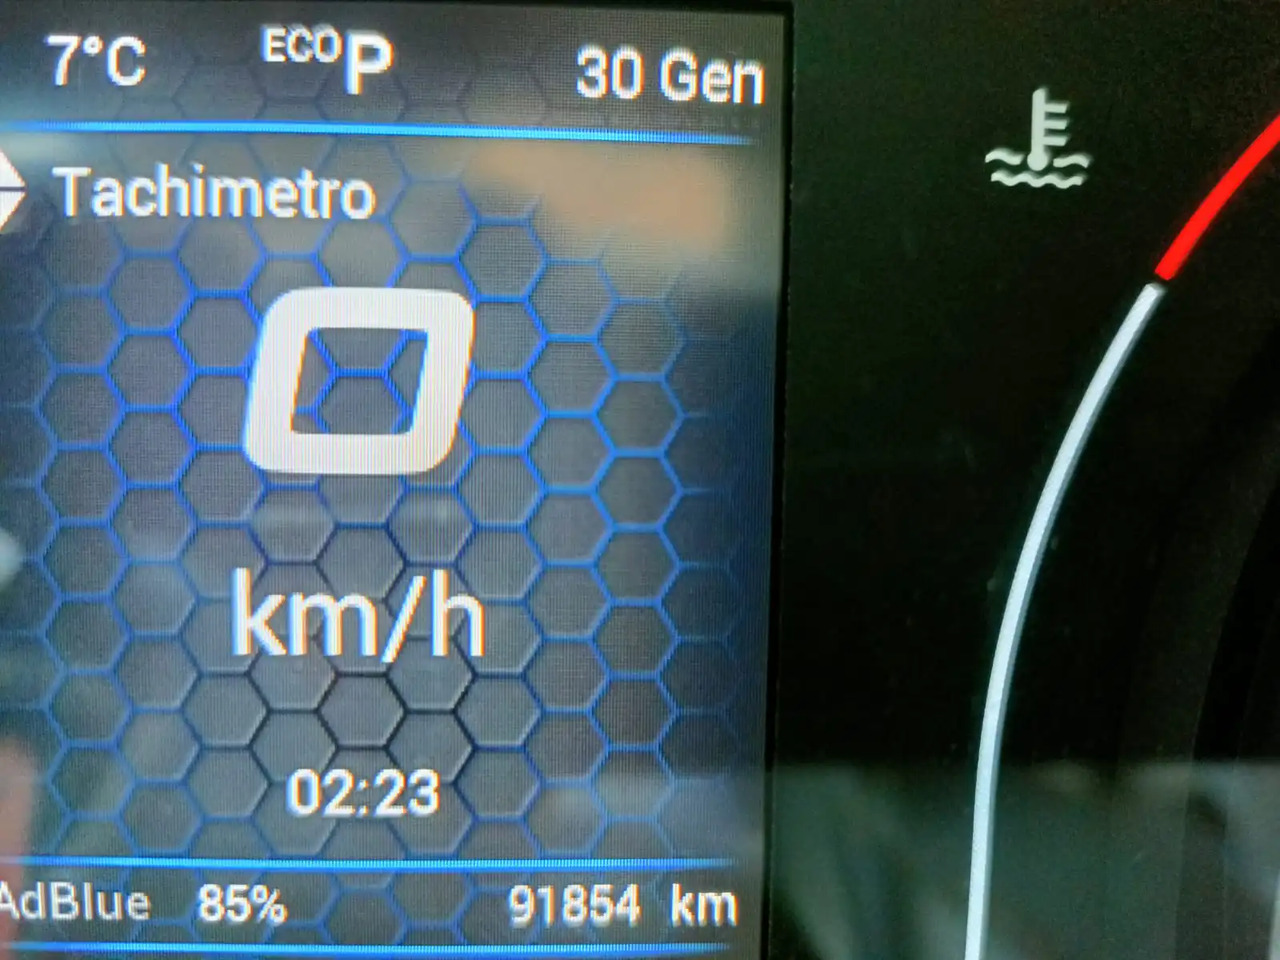 7°C ECO P 30 Gen
Tachimetro
0
km/h
02:23
AdBlue 85% 91854 km